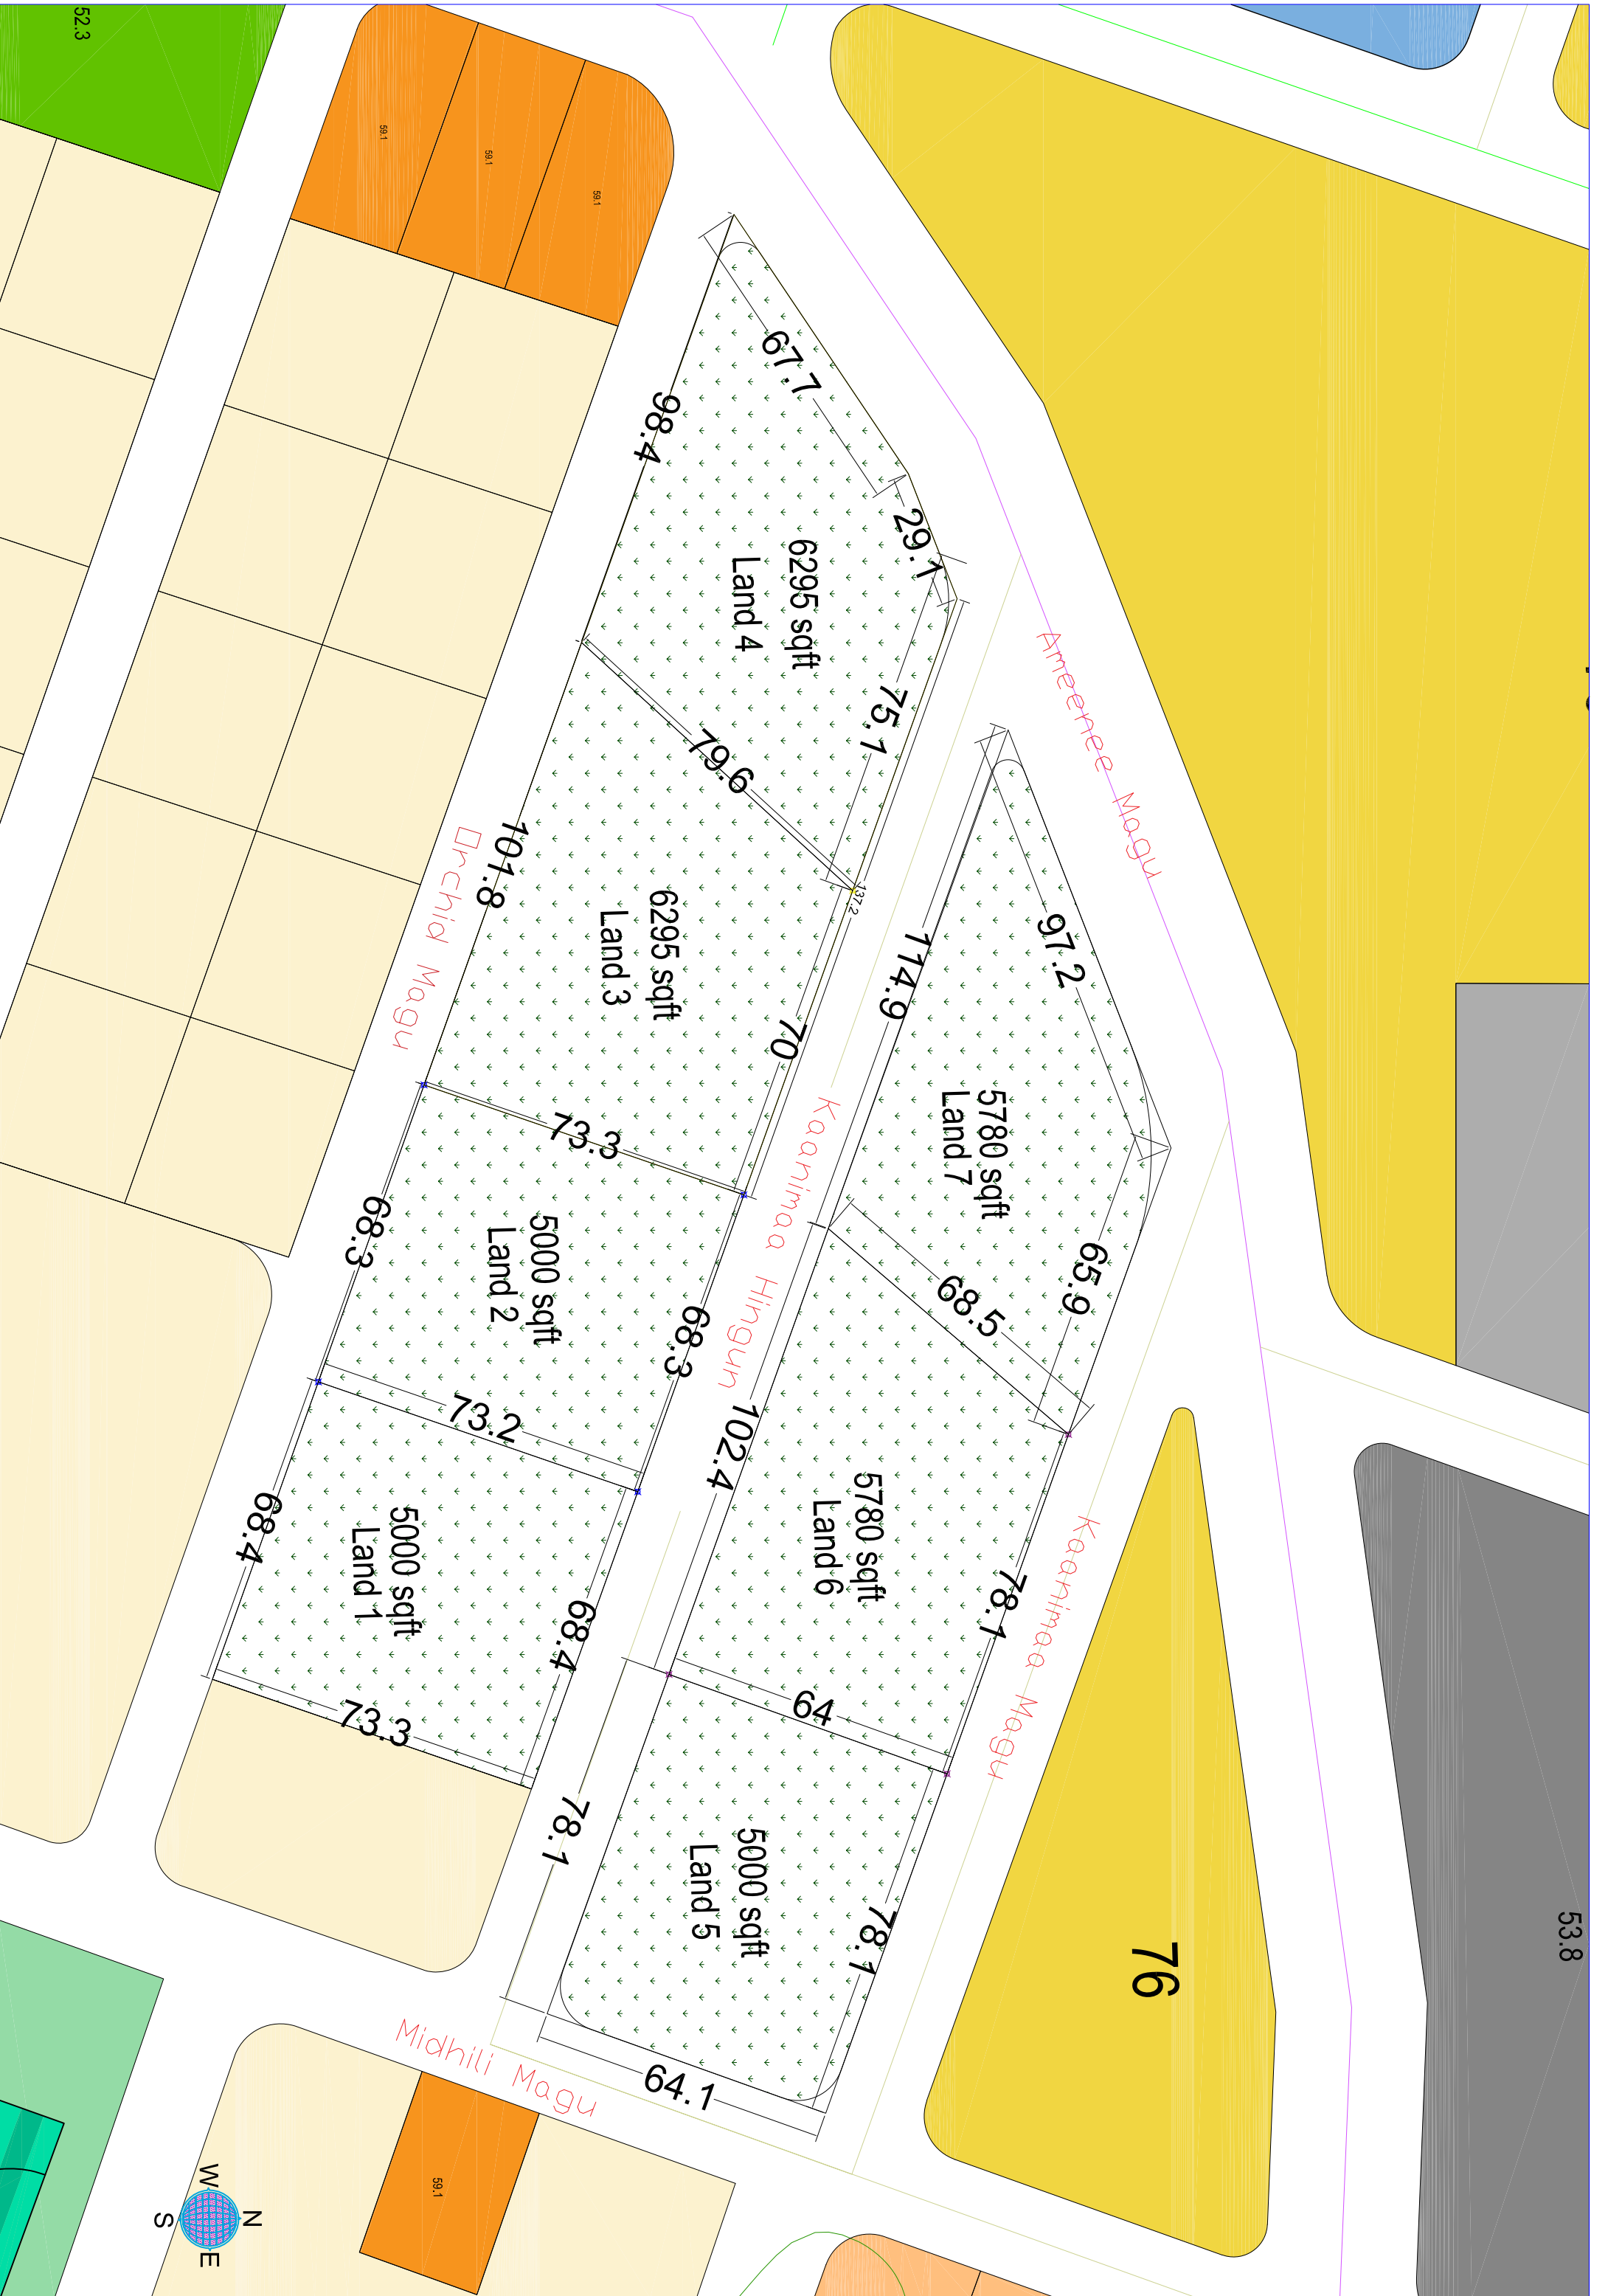 52.3
59.1
59.1
59.1
67.7
98.4
29.1
6295 sqft
Land 4
75.1
79.6
Ameenee Magu
101.8
137.2
6295 sqft
Land 3
70
Orchid Magu
114.9
97.2
5780 sqft
Land 7
73.3
Kaanimaa Hingun
65.9
68.5
68.3
5000 sqft
Land 2
68.3
73.2
102.4
5780 sqft
Land 6
78.1
Kaanimaa Magu
68.4
5000 sqft
Land 1
68.4
73.3
64
78.1
5000 sqft
Land 5
78.1
76
53.8
64.1
Midhili Magu
59.1
W
N
S
E